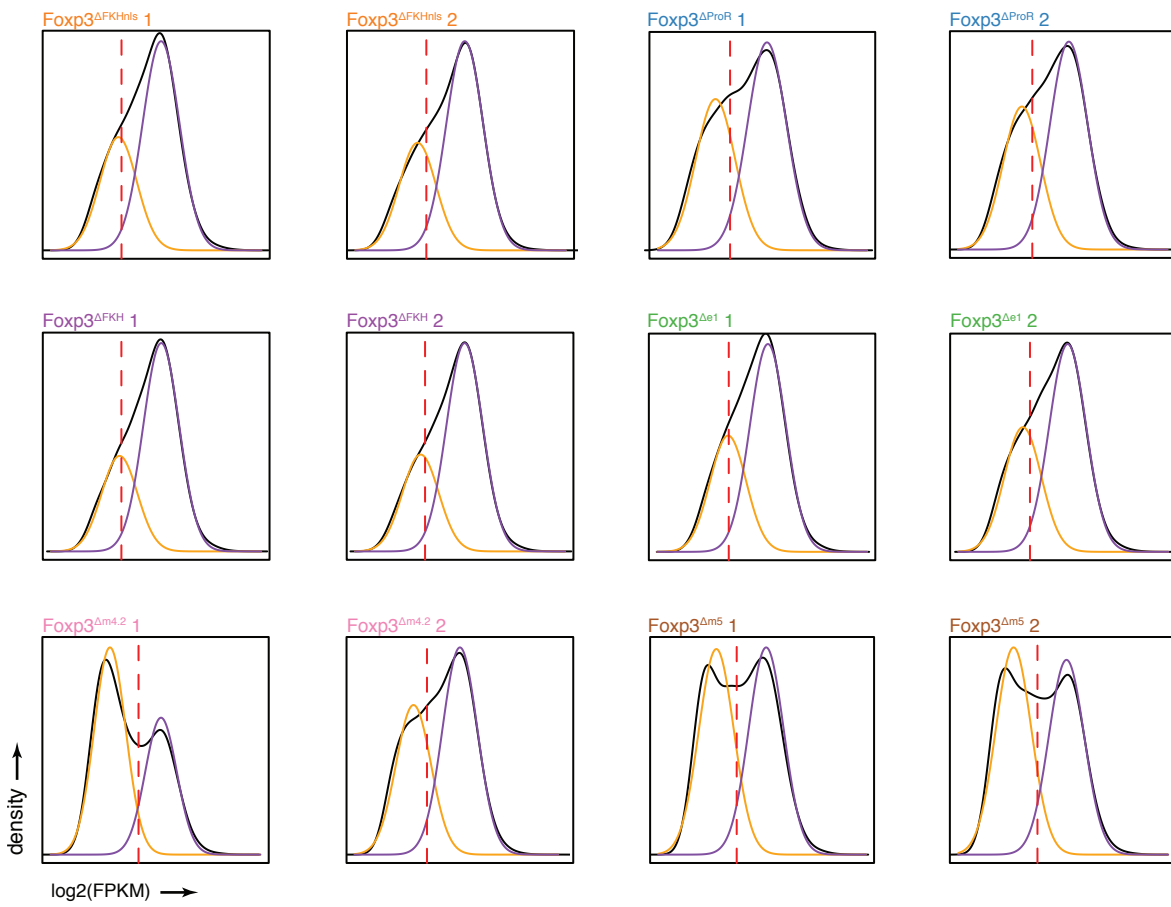 Foxp3ΔFKHnls 1
Foxp3ΔFKHnls 2
Foxp3ΔProR 1
Foxp3ΔProR 2
Foxp3ΔFKH 1
Foxp3ΔFKH 2
Foxp3Δe1 1
Foxp3Δe1 2
Foxp3Δm4.2 1
Foxp3Δm4.2 2
Foxp3Δm5 1
Foxp3Δm5 2
density
log2(FPKM)